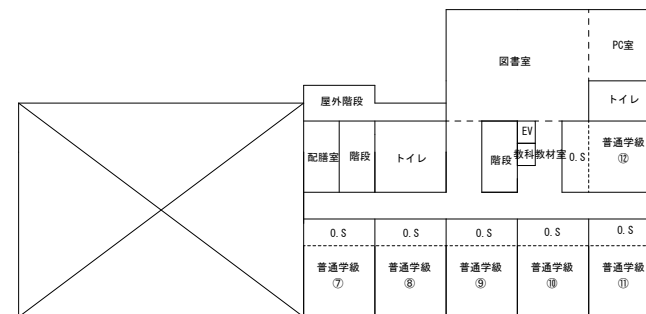 PC室
図書室
屋外階段
トイレ
EV
配膳室
階段
トイレ
階段
教科教材室
O.S
普通学級
⑫
O.S
O.S
O.S
O.S
O.S
普通学級
⑦
普通学級
⑧
普通学級
⑨
普通学級
⑩
普通学級
⑪